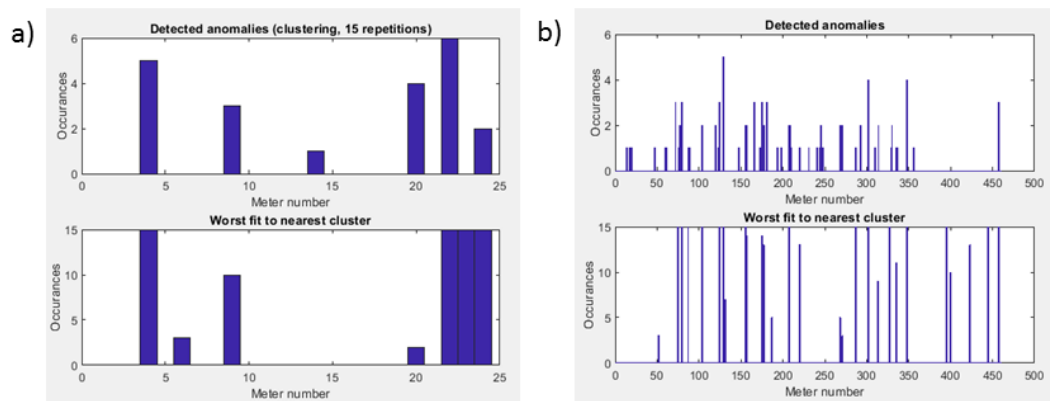 a)
Detected anomalies (clustering, 15 repetitions)
6
4
2
0
Occurances
0 5 10 15 20 25
Meter number
Worst fit to nearest cluster
15
10
5
0
Occurances
0 5 10 15 20 25
Meter number
b)
Detected anomalies
6
4
2
0
Occurances
0 50 100 150 200 250 300 350 400 450 500
Meter number
Worst fit to nearest cluster
15
10
5
0
Occurances
0 50 100 150 200 250 300 350 400 450 500
Meter number